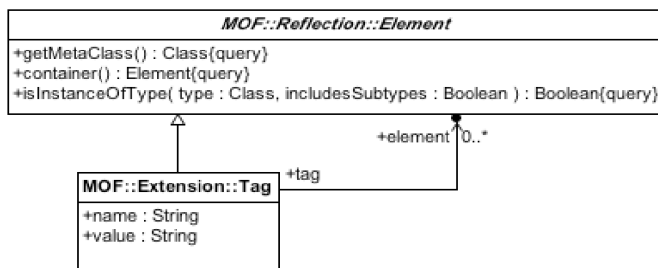 MOF::Reflection::Element
+getMetaClass() : Class{query}
+container() : Element{query}
+isInstanceOfType( type : Class, includesSubtypes : Boolean ) : Boolean{query}
+element 0..*
+tag
MOF::Extension::Tag
+name : String
+value : String